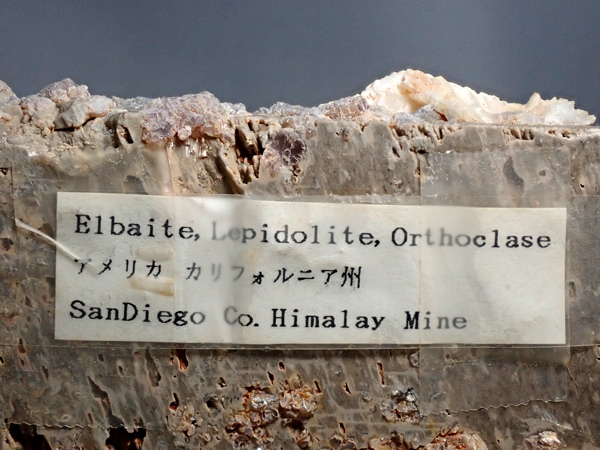 Elbaite, Lepidolite, Orthoclase
アメリカ カリフォルニア州
SanDiego Co. Himalay Mine